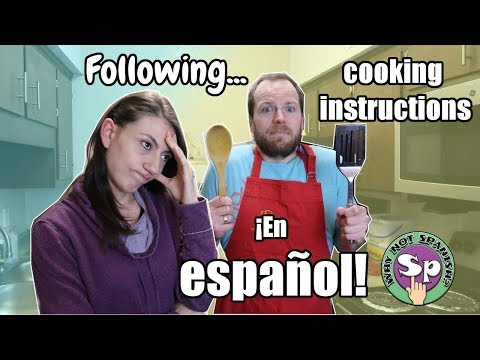 Following...
cooking
instructions
¡En
español!
WHY NOT SPANISH?
Sp